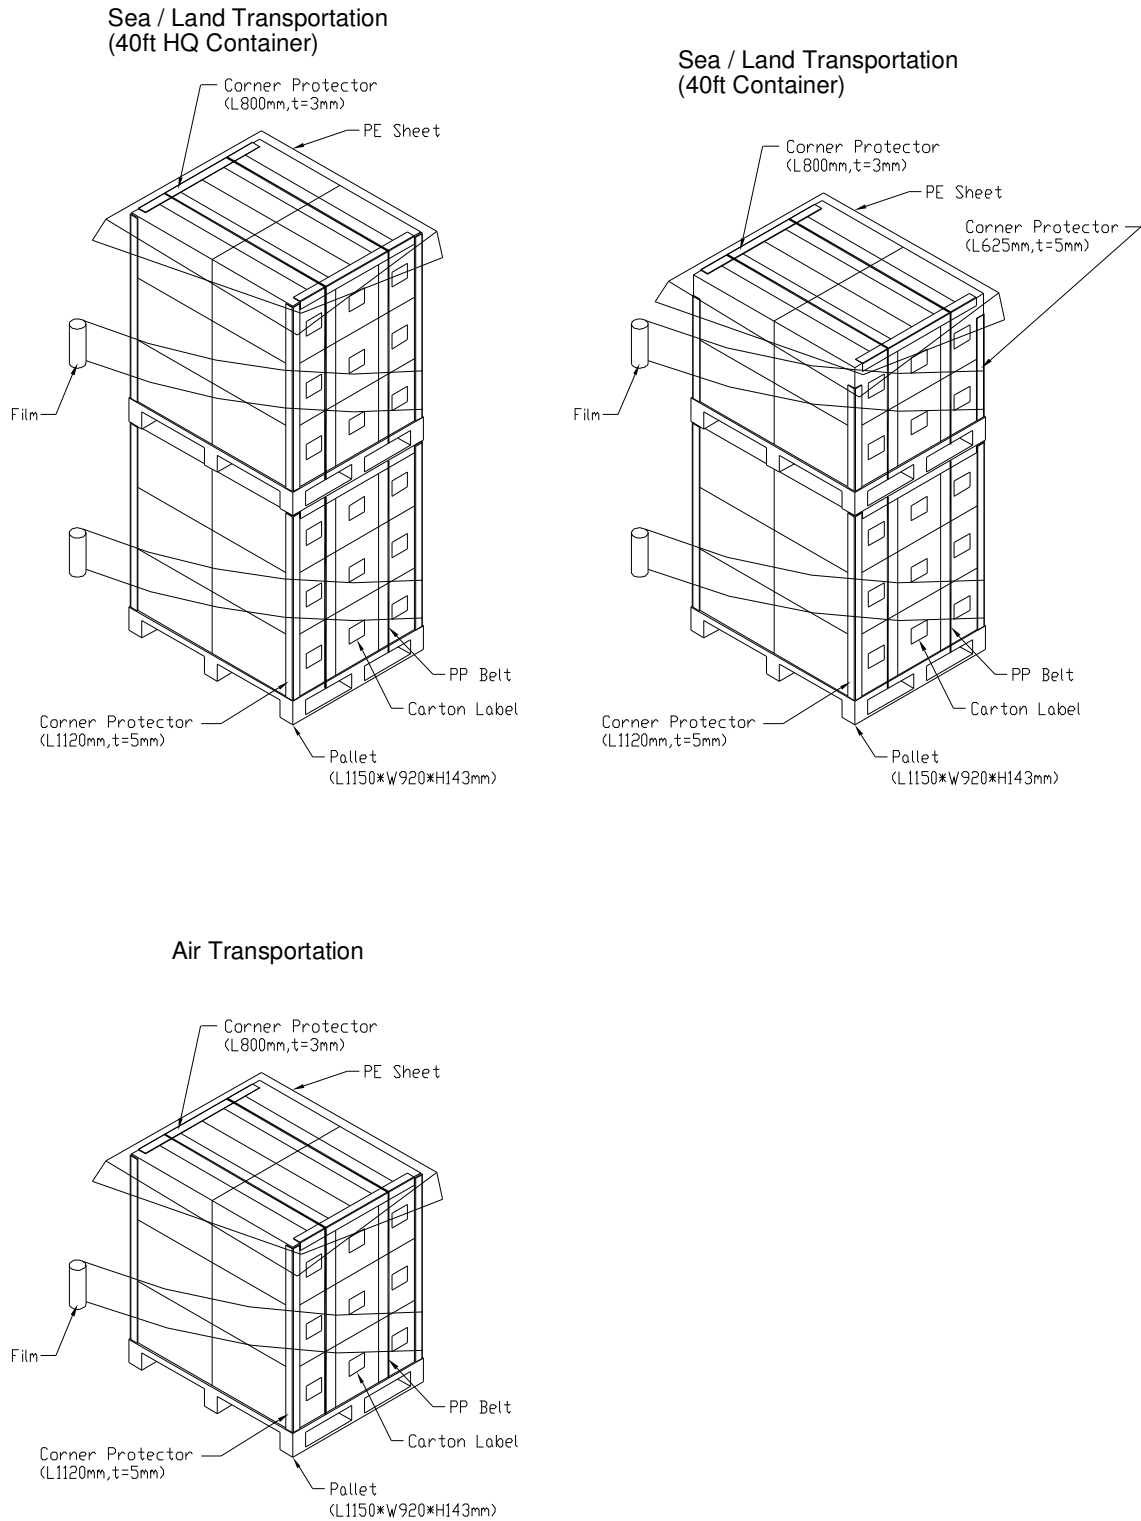 Sea / Land Transportation
(40ft HQ Container)
Corner Protector
(L800mm,t=3mm)
PE Sheet
Film
PP Belt
Carton Label
Corner Protector
(L1120mm,t=5mm)
Pallet
(L1150*W920*H143mm)
Sea / Land Transportation
(40ft Container)
Corner Protector
(L800mm,t=3mm)
PE Sheet
Corner Protector
(L625mm,t=5mm)
Film
PP Belt
Carton Label
Corner Protector
(L1120mm,t=5mm)
Pallet
(L1150*W920*H143mm)
Air Transportation
Corner Protector
(L800mm,t=3mm)
PE Sheet
Film
PP Belt
Carton Label
Corner Protector
(L1120mm,t=5mm)
Pallet
(L1150*W920*H143mm)